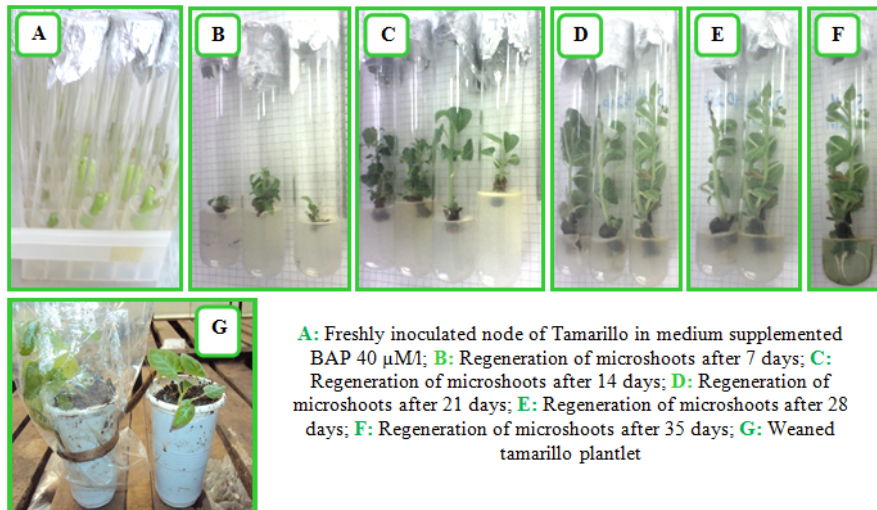 A
B
C
D
E
F
G
A: Freshly inoculated node of Tamarillo in medium supplemented
BAP 40 µM/l; B: Regeneration of microshoots after 7 days; C:
Regeneration of microshoots after 14 days; D: Regeneration of
microshoots after 21 days; E: Regeneration of microshoots after 28
days; F: Regeneration of microshoots after 35 days; G: Weaned
tamarillo plantlet